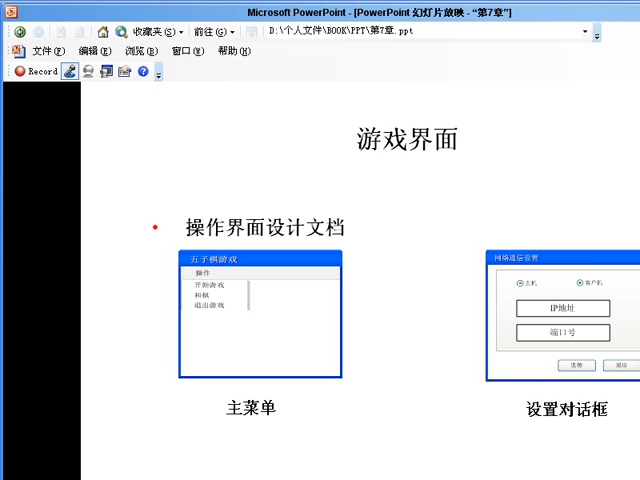 Microsoft PowerPoint - [PowerPoint 幻灯片放映 - “第7章”]
收藏夹(S) 前往(G) D:\个人文件\BOOK\PPT\第7章.ppt
文件(F) 编辑(E) 浏览(B) 窗口(W) 帮助(H)
Record
游戏界面
• 操作界面设计文档
五子棋游戏
操作
开始游戏
和棋
退出游戏
网络通信设置
主机 客户机
IP地址
端口号
连接 退出
主菜单
设置对话框